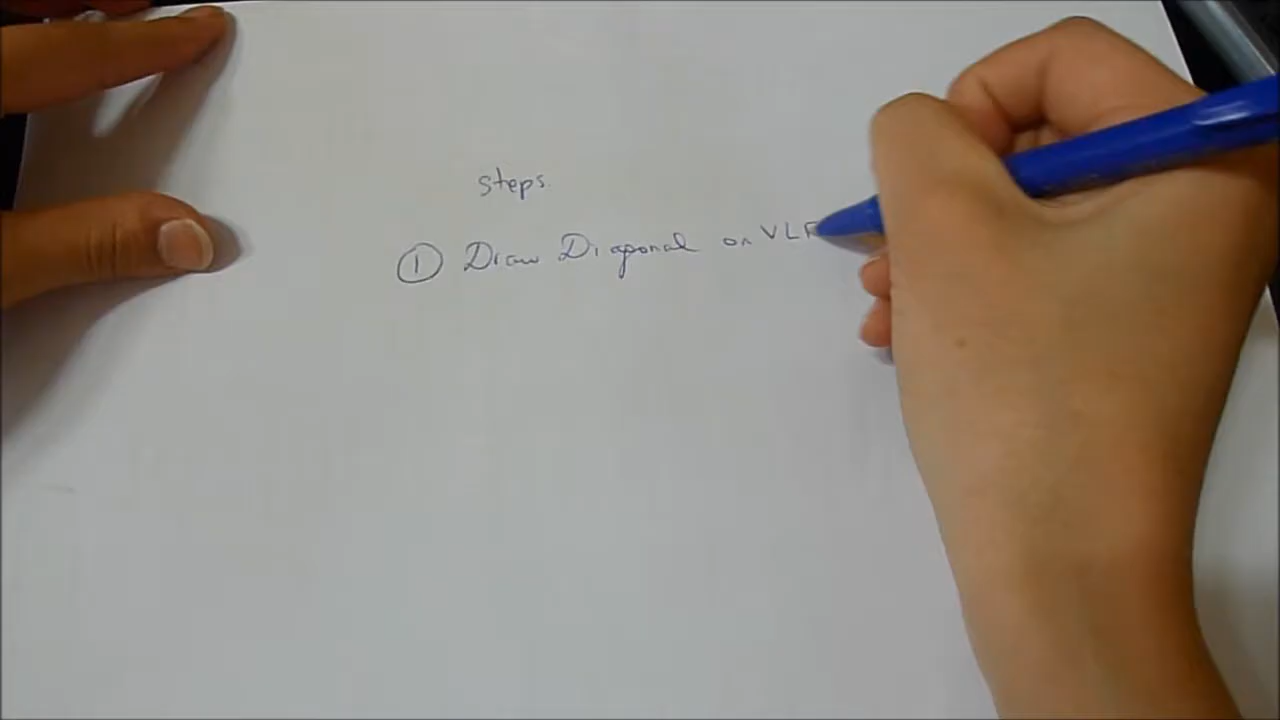 steps.
① Draw Diagonal on VLF